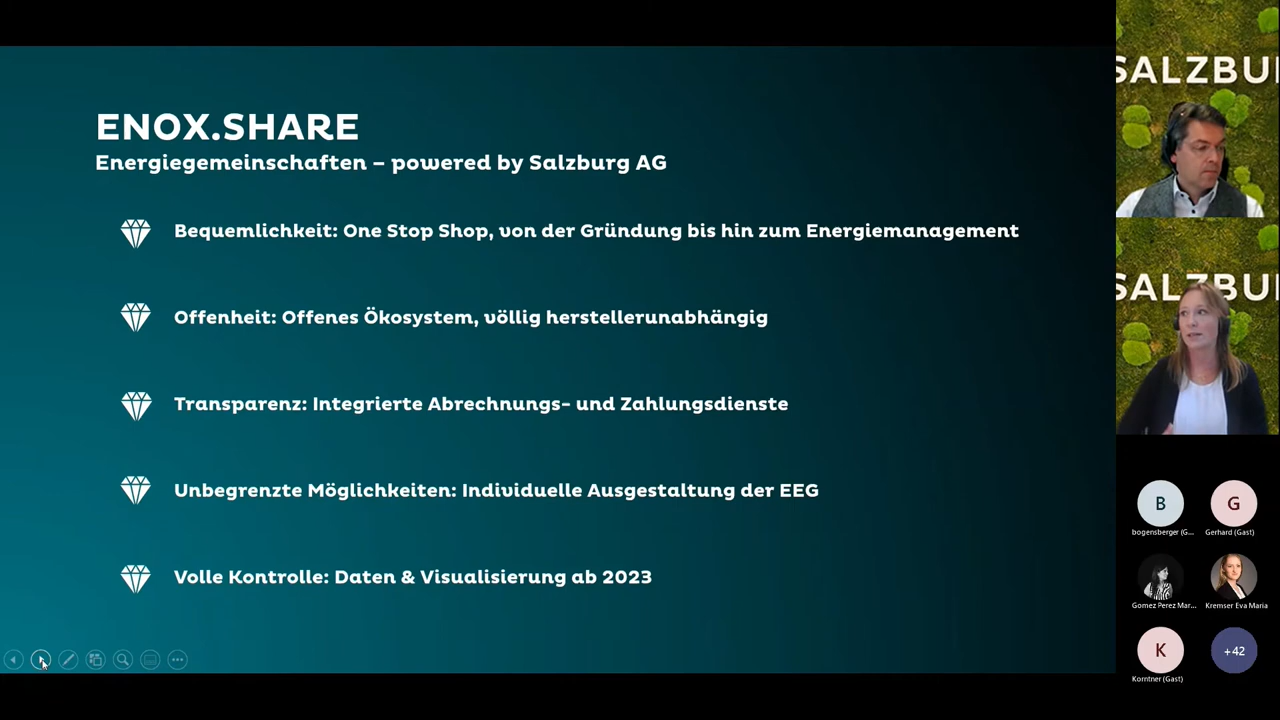 ENOX.SHARE
Energiegemeinschaften – powered by Salzburg AG
Bequemlichkeit: One Stop Shop, von der Gründung bis hin zum Energiemanagement
Offenheit: Offenes Ökosystem, völlig herstellerunabhängig
Transparenz: Integrierte Abrechnungs- und Zahlungsdienste
Unbegrenzte Möglichkeiten: Individuelle Ausgestaltung der EEG
Volle Kontrolle: Daten & Visualisierung ab 2023
SALZBU
SALZBU
B
G
bogensberger (G...
Gerhard (Gast)
Gomez Perez Mar...
Kremser Eva Maria
K
+42
Korntner (Gast)